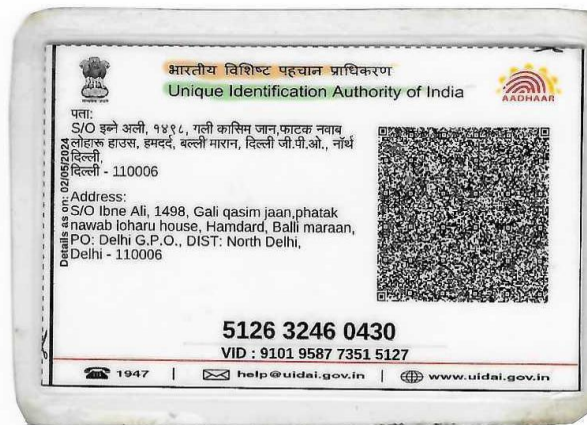 भारतीय विशिष्ट पहचान प्राधिकरण
Unique Identification Authority of India
AADHAAR
पता:
S/O इब्ने अली, १४९८, गली कासिम जान,फाटक नवाब
लोहारू हाउस, हमदर्द, बल्ली मारान, दिल्ली जी.पी.ओ., नॉर्थ
दिल्ली,
दिल्ली - 110006
Address:
S/O Ibne Ali, 1498, Gali qasim jaan,phatak
nawab loharu house, Hamdard, Balli maraan,
PO: Delhi G.P.O., DIST: North Delhi,
Delhi - 110006
Details as on: 02/05/2024
5126 3246 0430
VID : 9101 9587 7351 5127
1947 | help@uidai.gov.in | www.uidai.gov.in